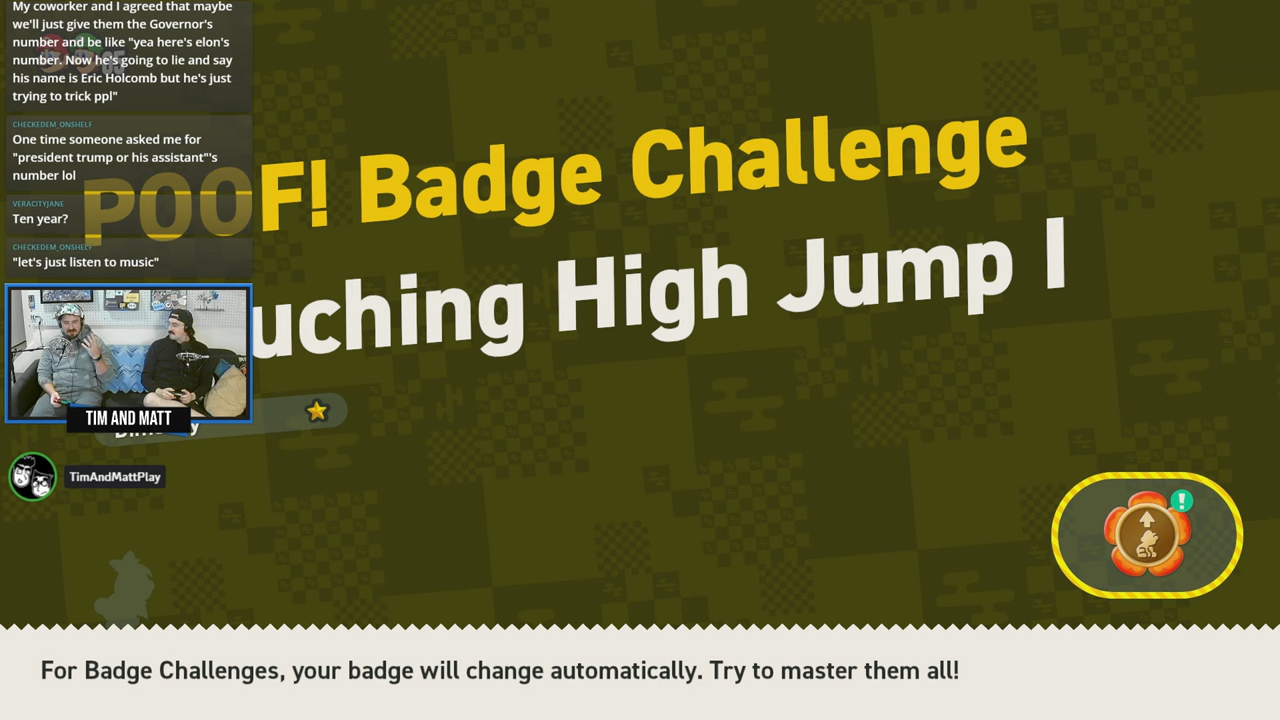 My coworker and I agreed that maybe
we'll just give them the Governor's
number and be like "yea here's elon's
number. Now he's going to lie and say
his name is Eric Holcomb but he's just
trying to trick ppl"
CHECKEDEM_ONSHELF
One time someone asked me for
"president trump or his assistant"'s
number lol
VERACITYJANE
Ten year?
CHECKEDEM_ONSHELF
"let's just listen to music"
POOF! Badge Challenge
uching High Jump I
TIM AND MATT
TimAndMattPlay
!
For Badge Challenges, your badge will change automatically. Try to master them all!